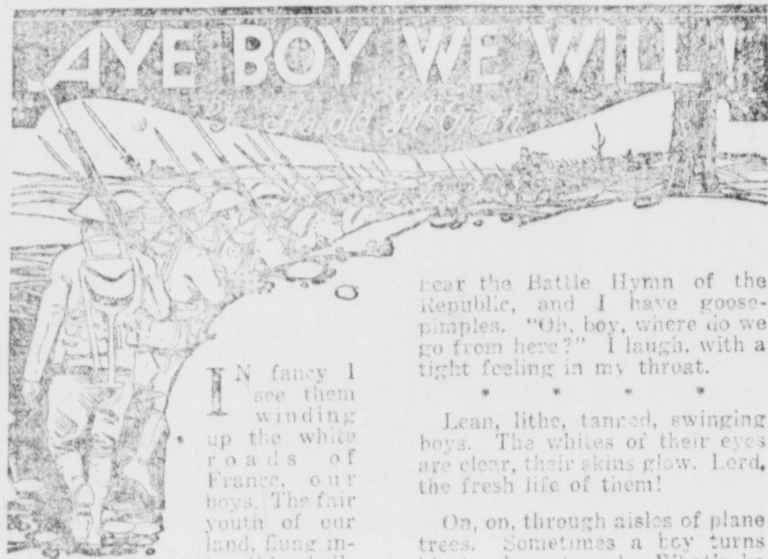 AYE BOY WE WILL!
by Harold McGrath
IN fancy I
see them
winding
up the white
roads of
France, our
boys. The fair
youth of our
land, flung in-
near the Battle Hymn of the
Republic, and I have goose-
pimples. "Oh, boy, where do we
go from here?" I laugh, with a
tight feeling in my throat.
* * * *
Lean, lithe, tanned, swinging
boys. The whites of their eyes
are clear, their skins glow. Lord,
the fresh life of them!
On, on, through aisles of plane
trees. Sometimes a boy turns